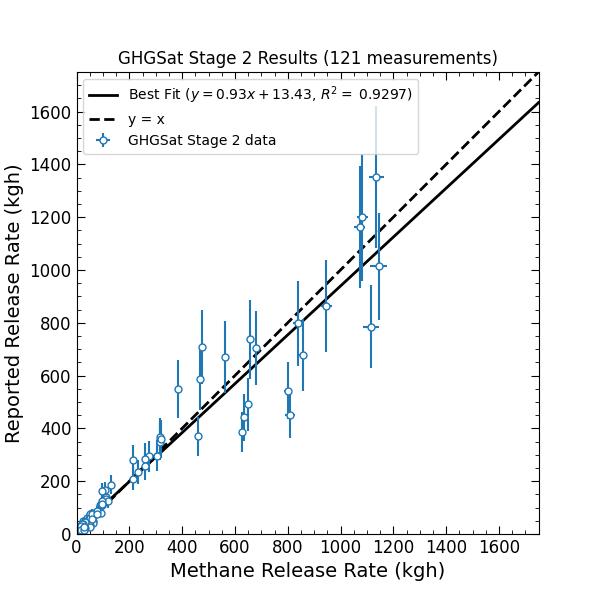 GHGSat Stage 2 Results (121 measurements)
Best Fit (y = 0.93x + 13.43, R² = 0.9297)
y = x
GHGSat Stage 2 data
Reported Release Rate (kgh)
1600
1400
1200
1000
800
600
400
200
0
0 200 400 600 800 1000 1200 1400 1600
Methane Release Rate (kgh)